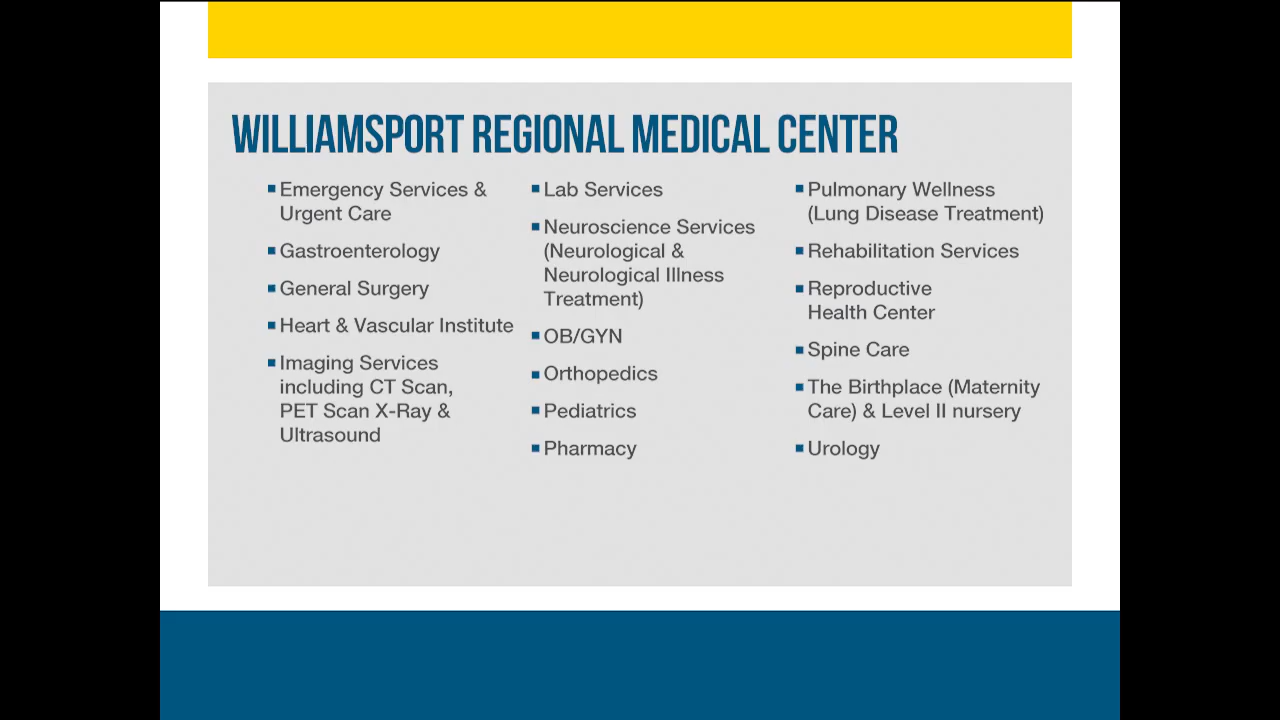 WILLIAMSPORT REGIONAL MEDICAL CENTER
Emergency Services &
Urgent Care
Gastroenterology
General Surgery
Heart & Vascular Institute
Imaging Services
including CT Scan,
PET Scan X-Ray &
Ultrasound
Lab Services
Neuroscience Services
(Neurological &
Neurological Illness
Treatment)
OB/GYN
Orthopedics
Pediatrics
Pharmacy
Pulmonary Wellness
(Lung Disease Treatment)
Rehabilitation Services
Reproductive
Health Center
Spine Care
The Birthplace (Maternity
Care) & Level II nursery
Urology